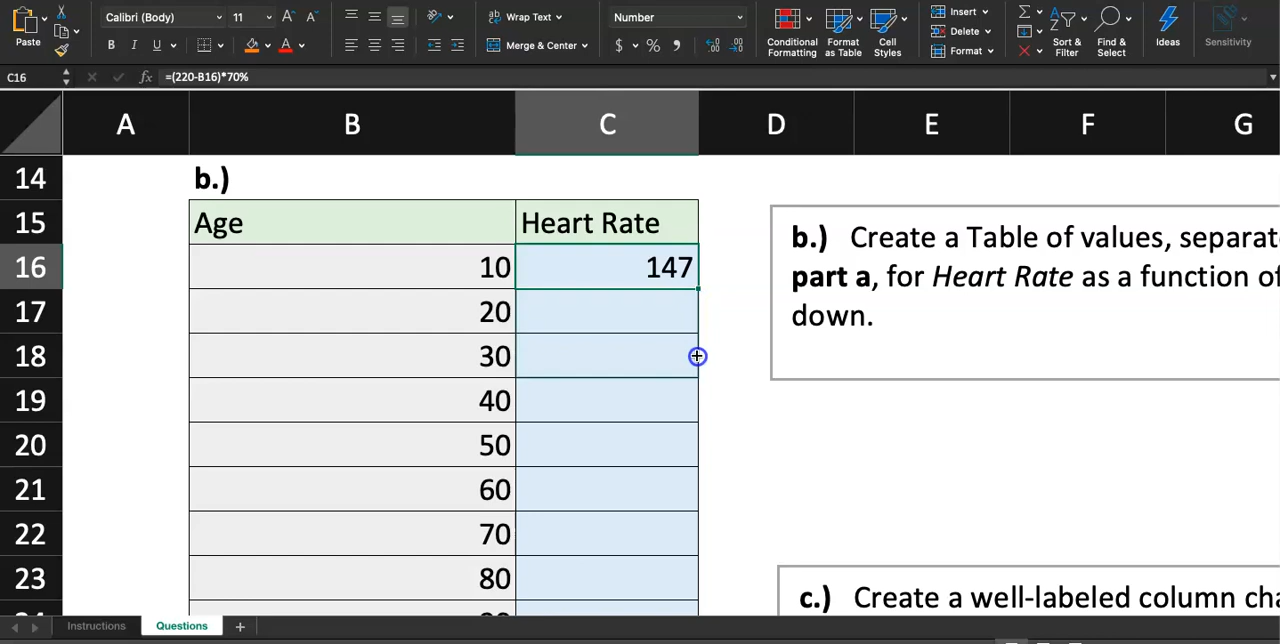 Calibri (Body) 11 A^ A˅ Wrap Text Number Insert
Paste B I U Merge & Center $ % Conditional Formatting Format as Table Cell Styles Delete Format Sort & Filter Find & Select Ideas Sensitivity
C16 fx =(220-B16)*70%
A B C D E F G
14 b.)
15 Age Heart Rate
16 10 147
17 20
18 30
19 40
20 50
21 60
22 70
23 80
b.) Create a Table of values, separat
part a, for Heart Rate as a function of
down.
c.) Create a well-labeled column cha
Instructions Questions +